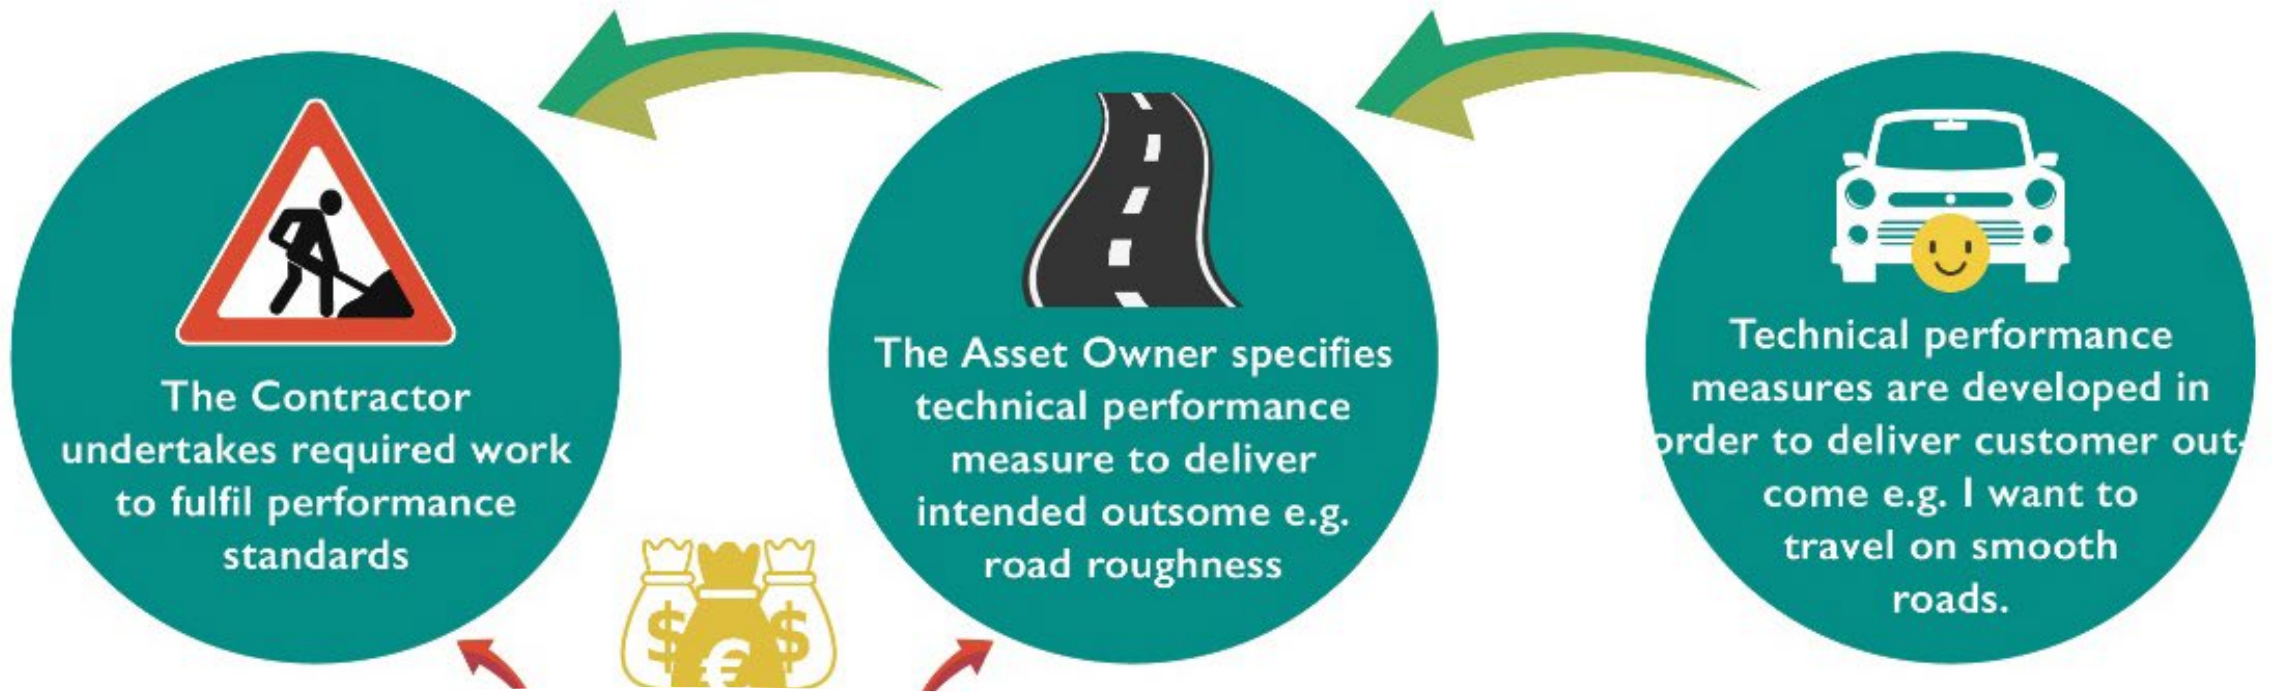 The Contractor
undertakes required work
to fulfil performance
standards
The Asset Owner specifies
technical performance
measure to deliver
intended outsome e.g.
road roughness
Technical performance
measures are developed in
order to deliver customer out-
come e.g. I want to
travel on smooth
roads.
$ € $